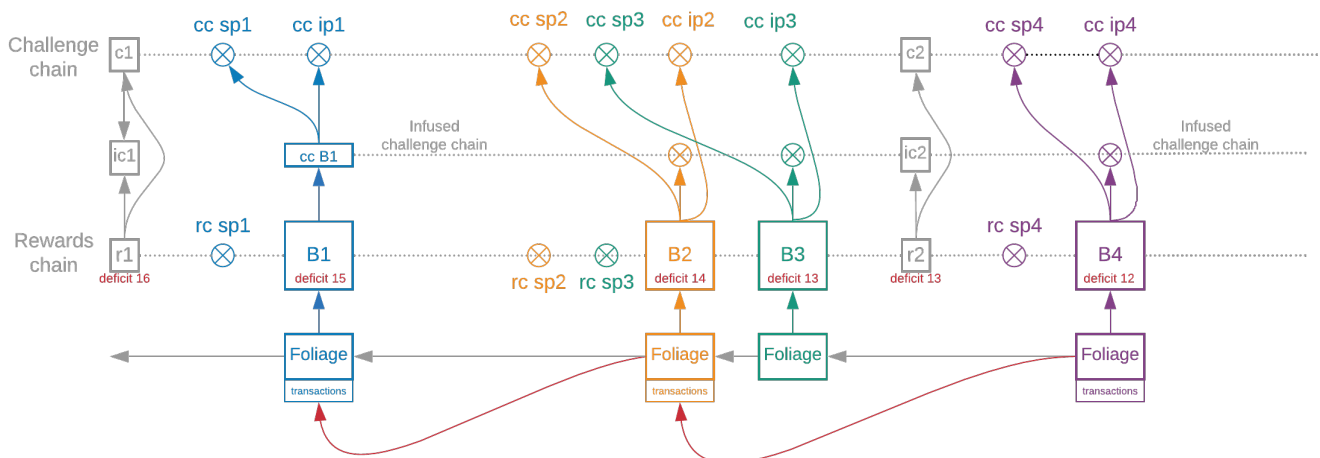 cc sp1
cc ip1
cc sp2
cc sp3
cc ip2
cc ip3
cc sp4
cc ip4
Challenge
chain
c1
c2
ic1
cc B1
Infused
challenge chain
ic2
Infused
challenge chain
rc sp1
rc sp4
Rewards
chain
r1
deficit 16
B1
deficit 15
rc sp2
rc sp3
B2
deficit 14
B3
deficit 13
r2
deficit 13
B4
deficit 12
Foliage
transactions
Foliage
transactions
Foliage
Foliage
transactions